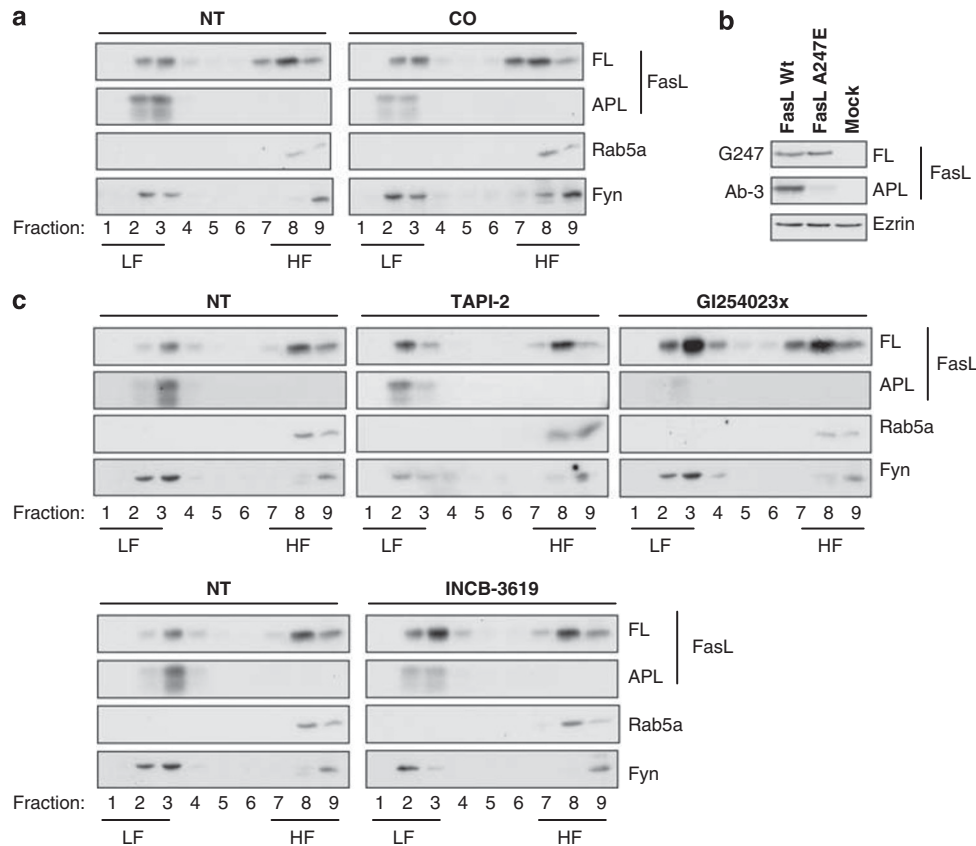 a
NT CO
FL
APL
FasL
Rab5a
Fyn
Fraction: 1 2 3 4 5 6 7 8 9 1 2 3 4 5 6 7 8 9
LF HF LF HF
b
FasL Wt
FasL A247E
Mock
G247 FL
Ab-3 APL
FasL
Ezrin
c
NT TAPI-2 GI254023x
FL
APL
FasL
Rab5a
Fyn
Fraction: 1 2 3 4 5 6 7 8 9 1 2 3 4 5 6 7 8 9 1 2 3 4 5 6 7 8 9
LF HF LF HF LF HF
NT INCB-3619
FL
APL
FasL
Rab5a
Fyn
Fraction: 1 2 3 4 5 6 7 8 9 1 2 3 4 5 6 7 8 9
LF HF LF HF